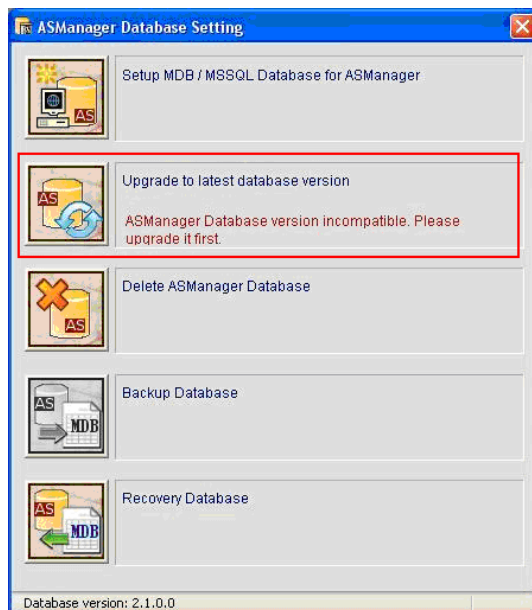 ASManager Database Setting
Setup MDB / MSSQL Database for ASManager
AS
Upgrade to latest database version
AS
ASManager Database version incompatible. Please
upgrade it first.
Delete ASManager Database
AS
Backup Database
AS
MDB
Recovery Database
AS
MDB
Database version: 2.1.0.0